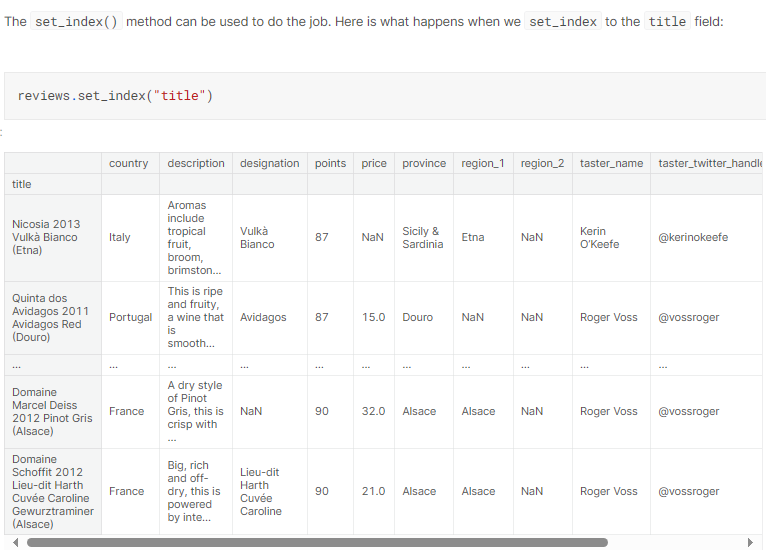 The set_index() method can be used to do the job. Here is what happens when we set_index to the title field:
reviews.set_index("title")
:
country description designation points price province region_1 region_2 taster_name taster_twitter_handle
title
Nicosia 2013 Vulkà Bianco (Etna) Italy Aromas include tropical fruit, broom, brimston... Vulkà Bianco 87 NaN Sicily & Sardinia Etna NaN Kerin O'Keefe @kerinokeefe
Quinta dos Avidagos 2011 Avidagos Red (Douro) Portugal This is ripe and fruity, a wine that is smooth... Avidagos 87 15.0 Douro NaN NaN Roger Voss @vossroger
... ... ... ... ... ... ... ... ... ... ...
Domaine Marcel Deiss 2012 Pinot Gris (Alsace) France A dry style of Pinot Gris, this is crisp with ... NaN 90 32.0 Alsace Alsace NaN Roger Voss @vossroger
Domaine Schoffit 2012 Lieu-dit Harth Cuvée Caroline Gewurztraminer (Alsace) France Big, rich and off-dry, this is powered by inte... Lieu-dit Harth Cuvée Caroline 90 21.0 Alsace Alsace NaN Roger Voss @vossroger